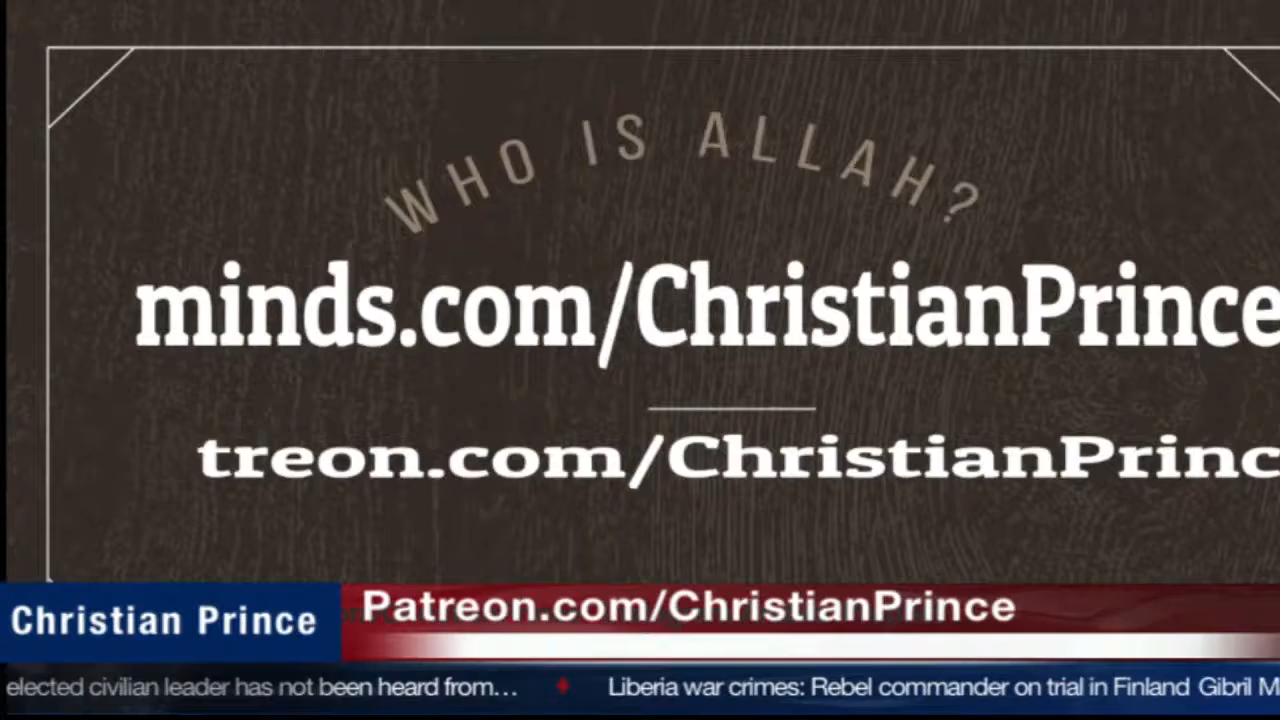 WHO IS ALLAH?
minds.com/ChristianPrince
treon.com/ChristianPrinc
Christian Prince
Patreon.com/ChristianPrince
elected civilian leader has not been heard from... ♦ Liberia war crimes: Rebel commander on trial in Finland Gibril M